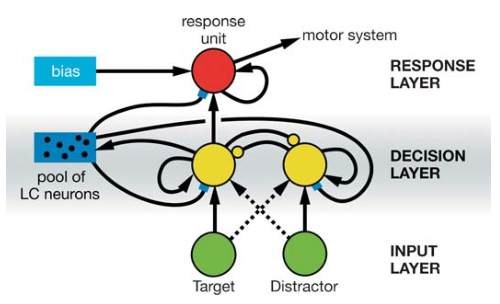 response
unit
motor system
bias
RESPONSE
LAYER
pool of
LC neurons
DECISION
LAYER
INPUT
LAYER
Target
Distractor